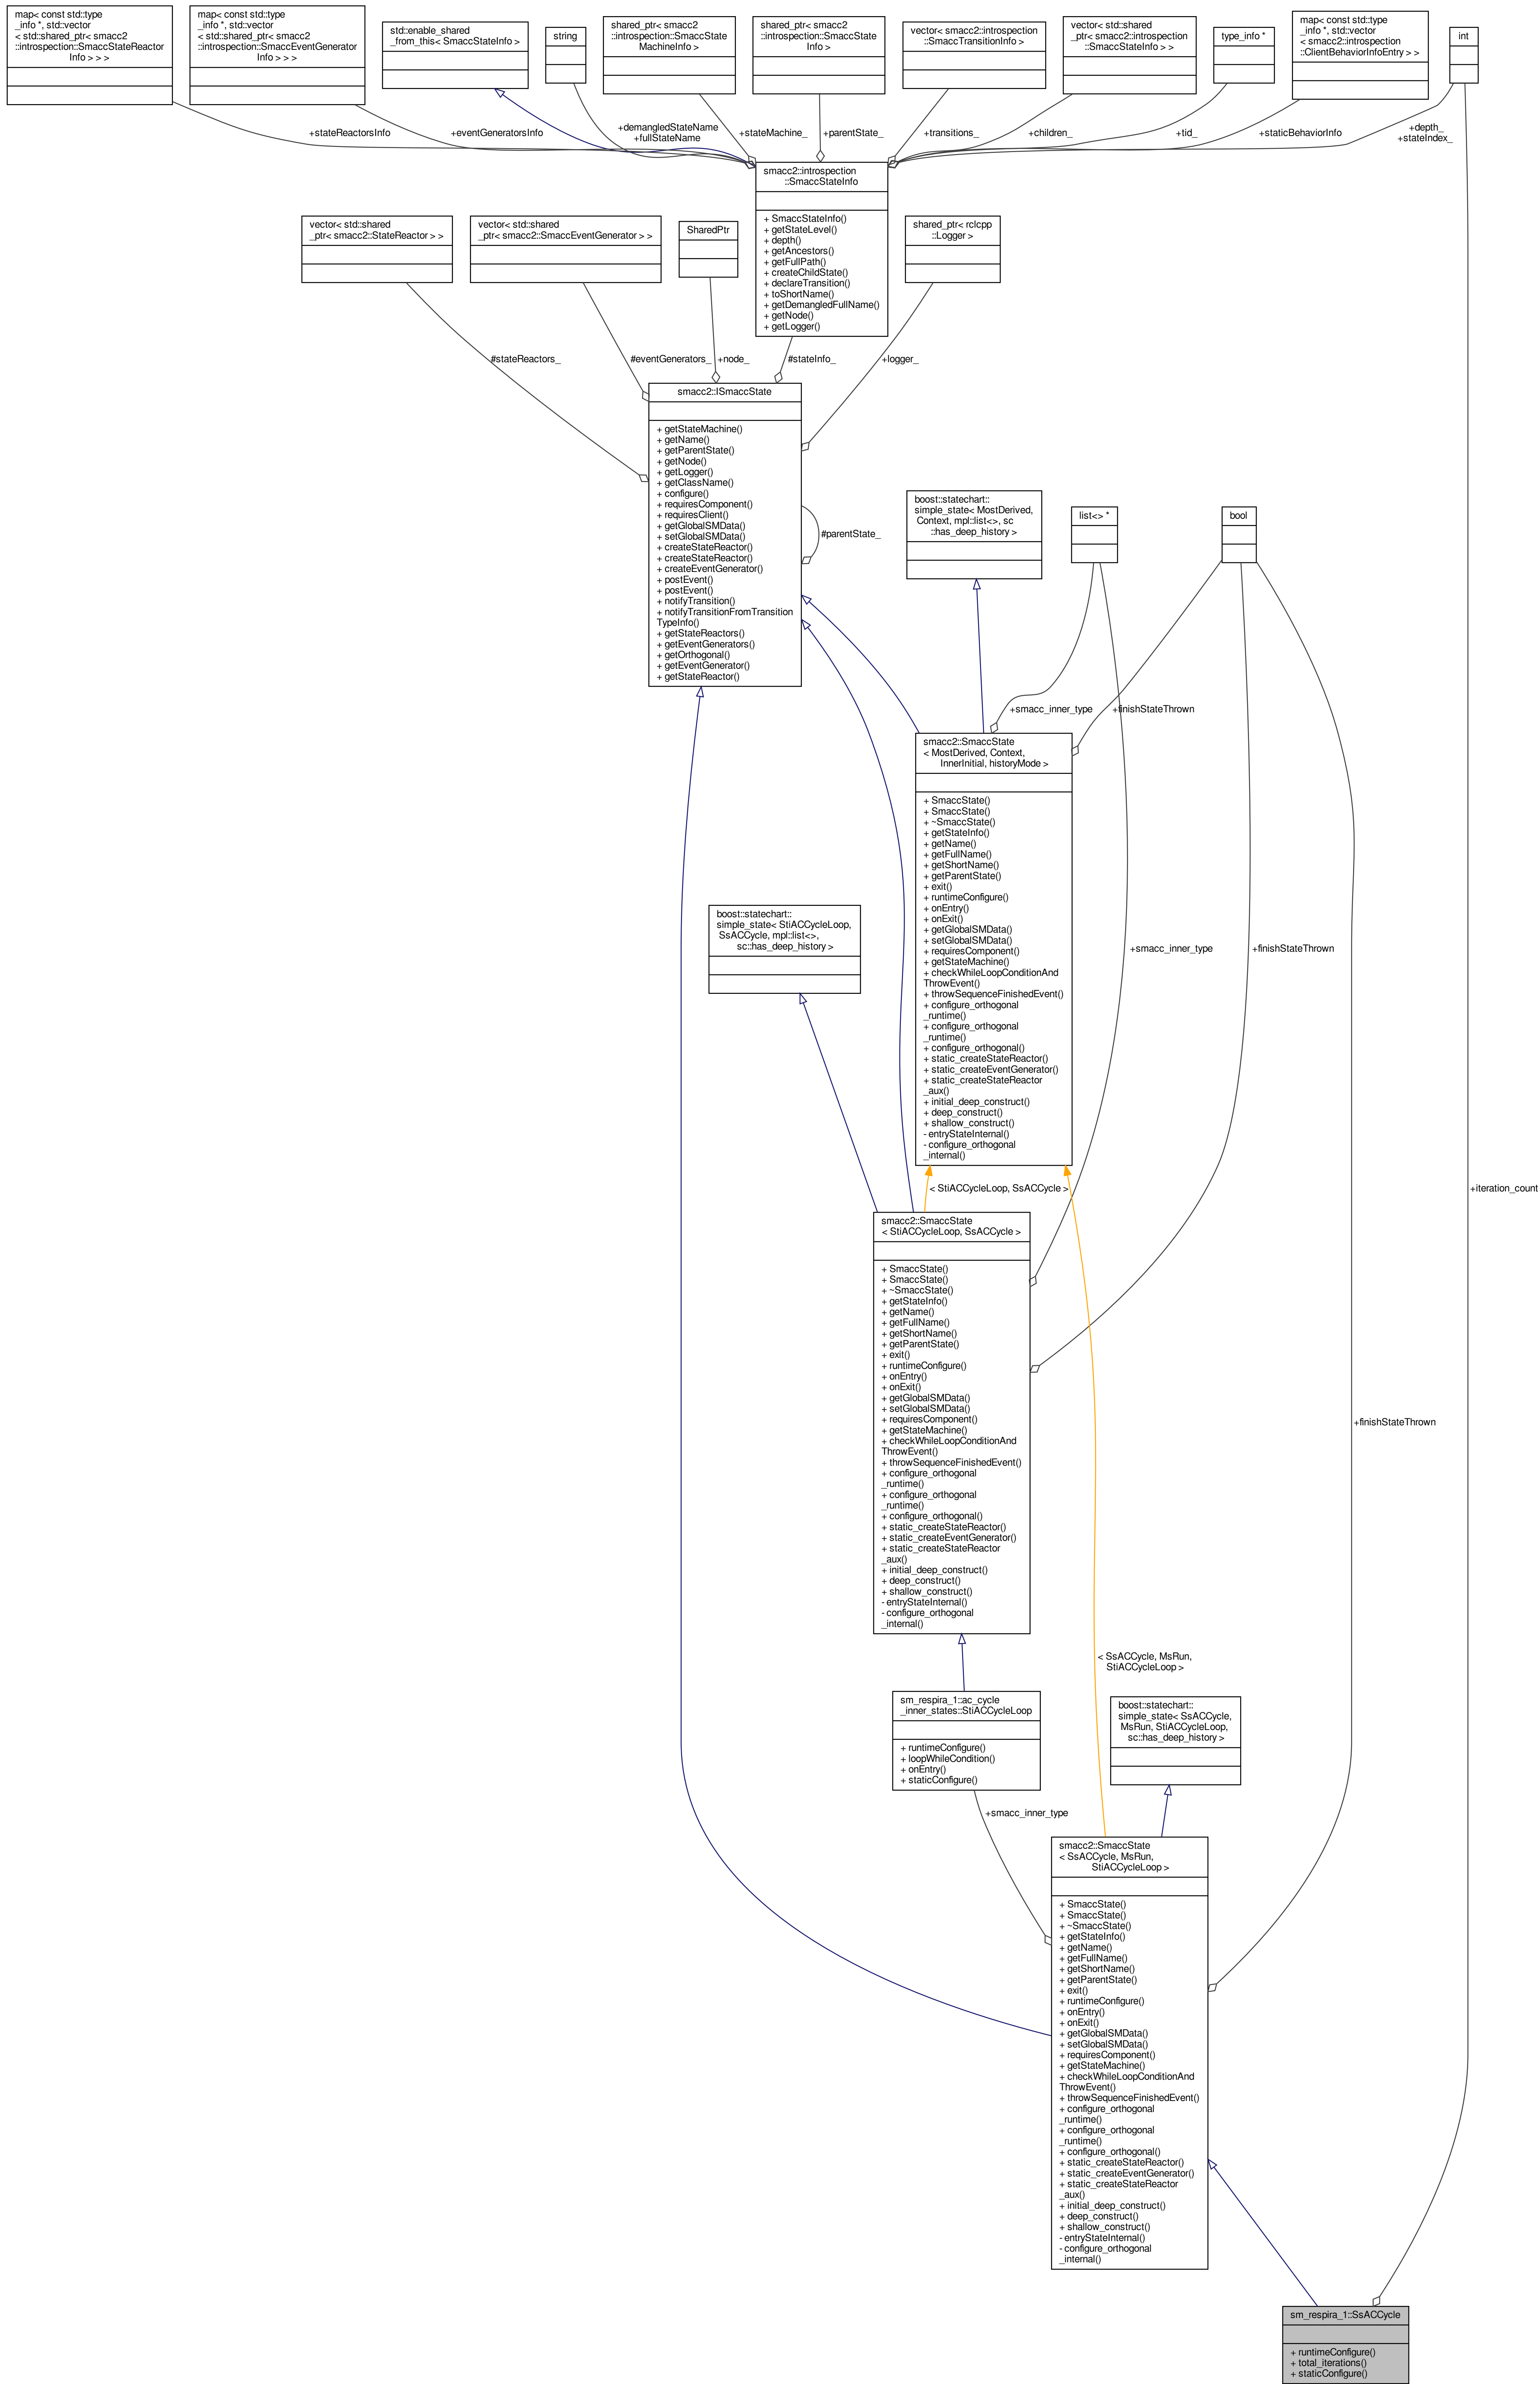 map< const std::type
_info *, std::vector
< std::shared_ptr< smacc2
::introspection::SmaccStateReactor
Info > > >
map< const std::type
_info *, std::vector
< std::shared_ptr< smacc2
::introspection::SmaccEventGenerator
Info > > >
std::enable_shared
_from_this< SmaccStateInfo >
string
shared_ptr< smacc2
::introspection::SmaccState
MachineInfo >
shared_ptr< smacc2
::introspection::SmaccState
Info >
vector< smacc2::introspection
::SmaccTransitionInfo >
vector< std::shared
_ptr< smacc2::introspection
::SmaccStateInfo > >
type_info *
map< const std::type
_info *, std::vector
< smacc2::introspection
::ClientBehaviorInfoEntry > >
int
+stateReactorsInfo
+eventGeneratorsInfo
+demangledStateName
+fullStateName
+stateMachine_
+parentState_
+transitions_
+children_
+tid_
+staticBehaviorInfo
+depth_
+stateIndex_
smacc2::introspection
::SmaccStateInfo
+ SmaccStateInfo()
+ getStateLevel()
+ depth()
+ getAncestors()
+ getFullPath()
+ createChildState()
+ declareTransition()
+ toShortName()
+ getDemangledFullName()
+ getNode()
+ getLogger()
vector< std::shared
_ptr< smacc2::StateReactor > >
vector< std::shared
_ptr< smacc2::SmaccEventGenerator > >
SharedPtr
shared_ptr< rclcpp
::Logger >
#stateReactors_
#eventGenerators_
+node_
#stateInfo_
+logger_
smacc2::ISmaccState
+ getStateMachine()
+ getName()
+ getParentState()
+ getNode()
+ getLogger()
+ getClassName()
+ configure()
+ requiresComponent()
+ requiresClient()
+ getGlobalSMData()
+ setGlobalSMData()
+ createStateReactor()
+ createStateReactor()
+ createEventGenerator()
+ postEvent()
+ postEvent()
+ notifyTransition()
+ notifyTransitionFromTransition
TypeInfo()
+ getStateReactors()
+ getEventGenerators()
+ getOrthogonal()
+ getEventGenerator()
+ getStateReactor()
#parentState_
boost::statechart::
simple_state< MostDerived,
Context, mpl::list<>, sc
::has_deep_history >
list<> *
bool
+smacc_inner_type
+finishStateThrown
smacc2::SmaccState
< MostDerived, Context,
InnerInitial, historyMode >
+ SmaccState()
+ SmaccState()
+ ~SmaccState()
+ getStateInfo()
+ getName()
+ getFullName()
+ getShortName()
+ getParentState()
+ exit()
+ runtimeConfigure()
+ onEntry()
+ onExit()
+ getGlobalSMData()
+ setGlobalSMData()
+ requiresComponent()
+ getStateMachine()
+ checkWhileLoopConditionAnd
ThrowEvent()
+ throwSequenceFinishedEvent()
+ configure_orthogonal
_runtime()
+ configure_orthogonal
_runtime()
+ configure_orthogonal()
+ static_createStateReactor()
+ static_createEventGenerator()
+ static_createStateReactor
_aux()
+ initial_deep_construct()
+ deep_construct()
+ shallow_construct()
- entryStateInternal()
- configure_orthogonal
_internal()
boost::statechart::
simple_state< StiACCycleLoop,
SsACCycle, mpl::list<>,
sc::has_deep_history >
+smacc_inner_type
+finishStateThrown
< StiACCycleLoop, SsACCycle >
+iteration_count
smacc2::SmaccState
< StiACCycleLoop, SsACCycle >
+ SmaccState()
+ SmaccState()
+ ~SmaccState()
+ getStateInfo()
+ getName()
+ getFullName()
+ getShortName()
+ getParentState()
+ exit()
+ runtimeConfigure()
+ onEntry()
+ onExit()
+ getGlobalSMData()
+ setGlobalSMData()
+ requiresComponent()
+ getStateMachine()
+ checkWhileLoopConditionAnd
ThrowEvent()
+ throwSequenceFinishedEvent()
+ configure_orthogonal
_runtime()
+ configure_orthogonal
_runtime()
+ configure_orthogonal()
+ static_createStateReactor()
+ static_createEventGenerator()
+ static_createStateReactor
_aux()
+ initial_deep_construct()
+ deep_construct()
+ shallow_construct()
- entryStateInternal()
- configure_orthogonal
_internal()
+finishStateThrown
< SsACCycle, MsRun,
StiACCycleLoop >
sm_respira_1::ac_cycle
_inner_states::StiACCycleLoop
+ runtimeConfigure()
+ loopWhileCondition()
+ onEntry()
+ staticConfigure()
boost::statechart::
simple_state< SsACCycle,
MsRun, StiACCycleLoop,
sc::has_deep_history >
+smacc_inner_type
smacc2::SmaccState
< SsACCycle, MsRun,
StiACCycleLoop >
+ SmaccState()
+ SmaccState()
+ ~SmaccState()
+ getStateInfo()
+ getName()
+ getFullName()
+ getShortName()
+ getParentState()
+ exit()
+ runtimeConfigure()
+ onEntry()
+ onExit()
+ getGlobalSMData()
+ setGlobalSMData()
+ requiresComponent()
+ getStateMachine()
+ checkWhileLoopConditionAnd
ThrowEvent()
+ throwSequenceFinishedEvent()
+ configure_orthogonal
_runtime()
+ configure_orthogonal
_runtime()
+ configure_orthogonal()
+ static_createStateReactor()
+ static_createEventGenerator()
+ static_createStateReactor
_aux()
+ initial_deep_construct()
+ deep_construct()
+ shallow_construct()
- entryStateInternal()
- configure_orthogonal
_internal()
sm_respira_1::SsACCycle
+ runtimeConfigure()
+ total_iterations()
+ staticConfigure()